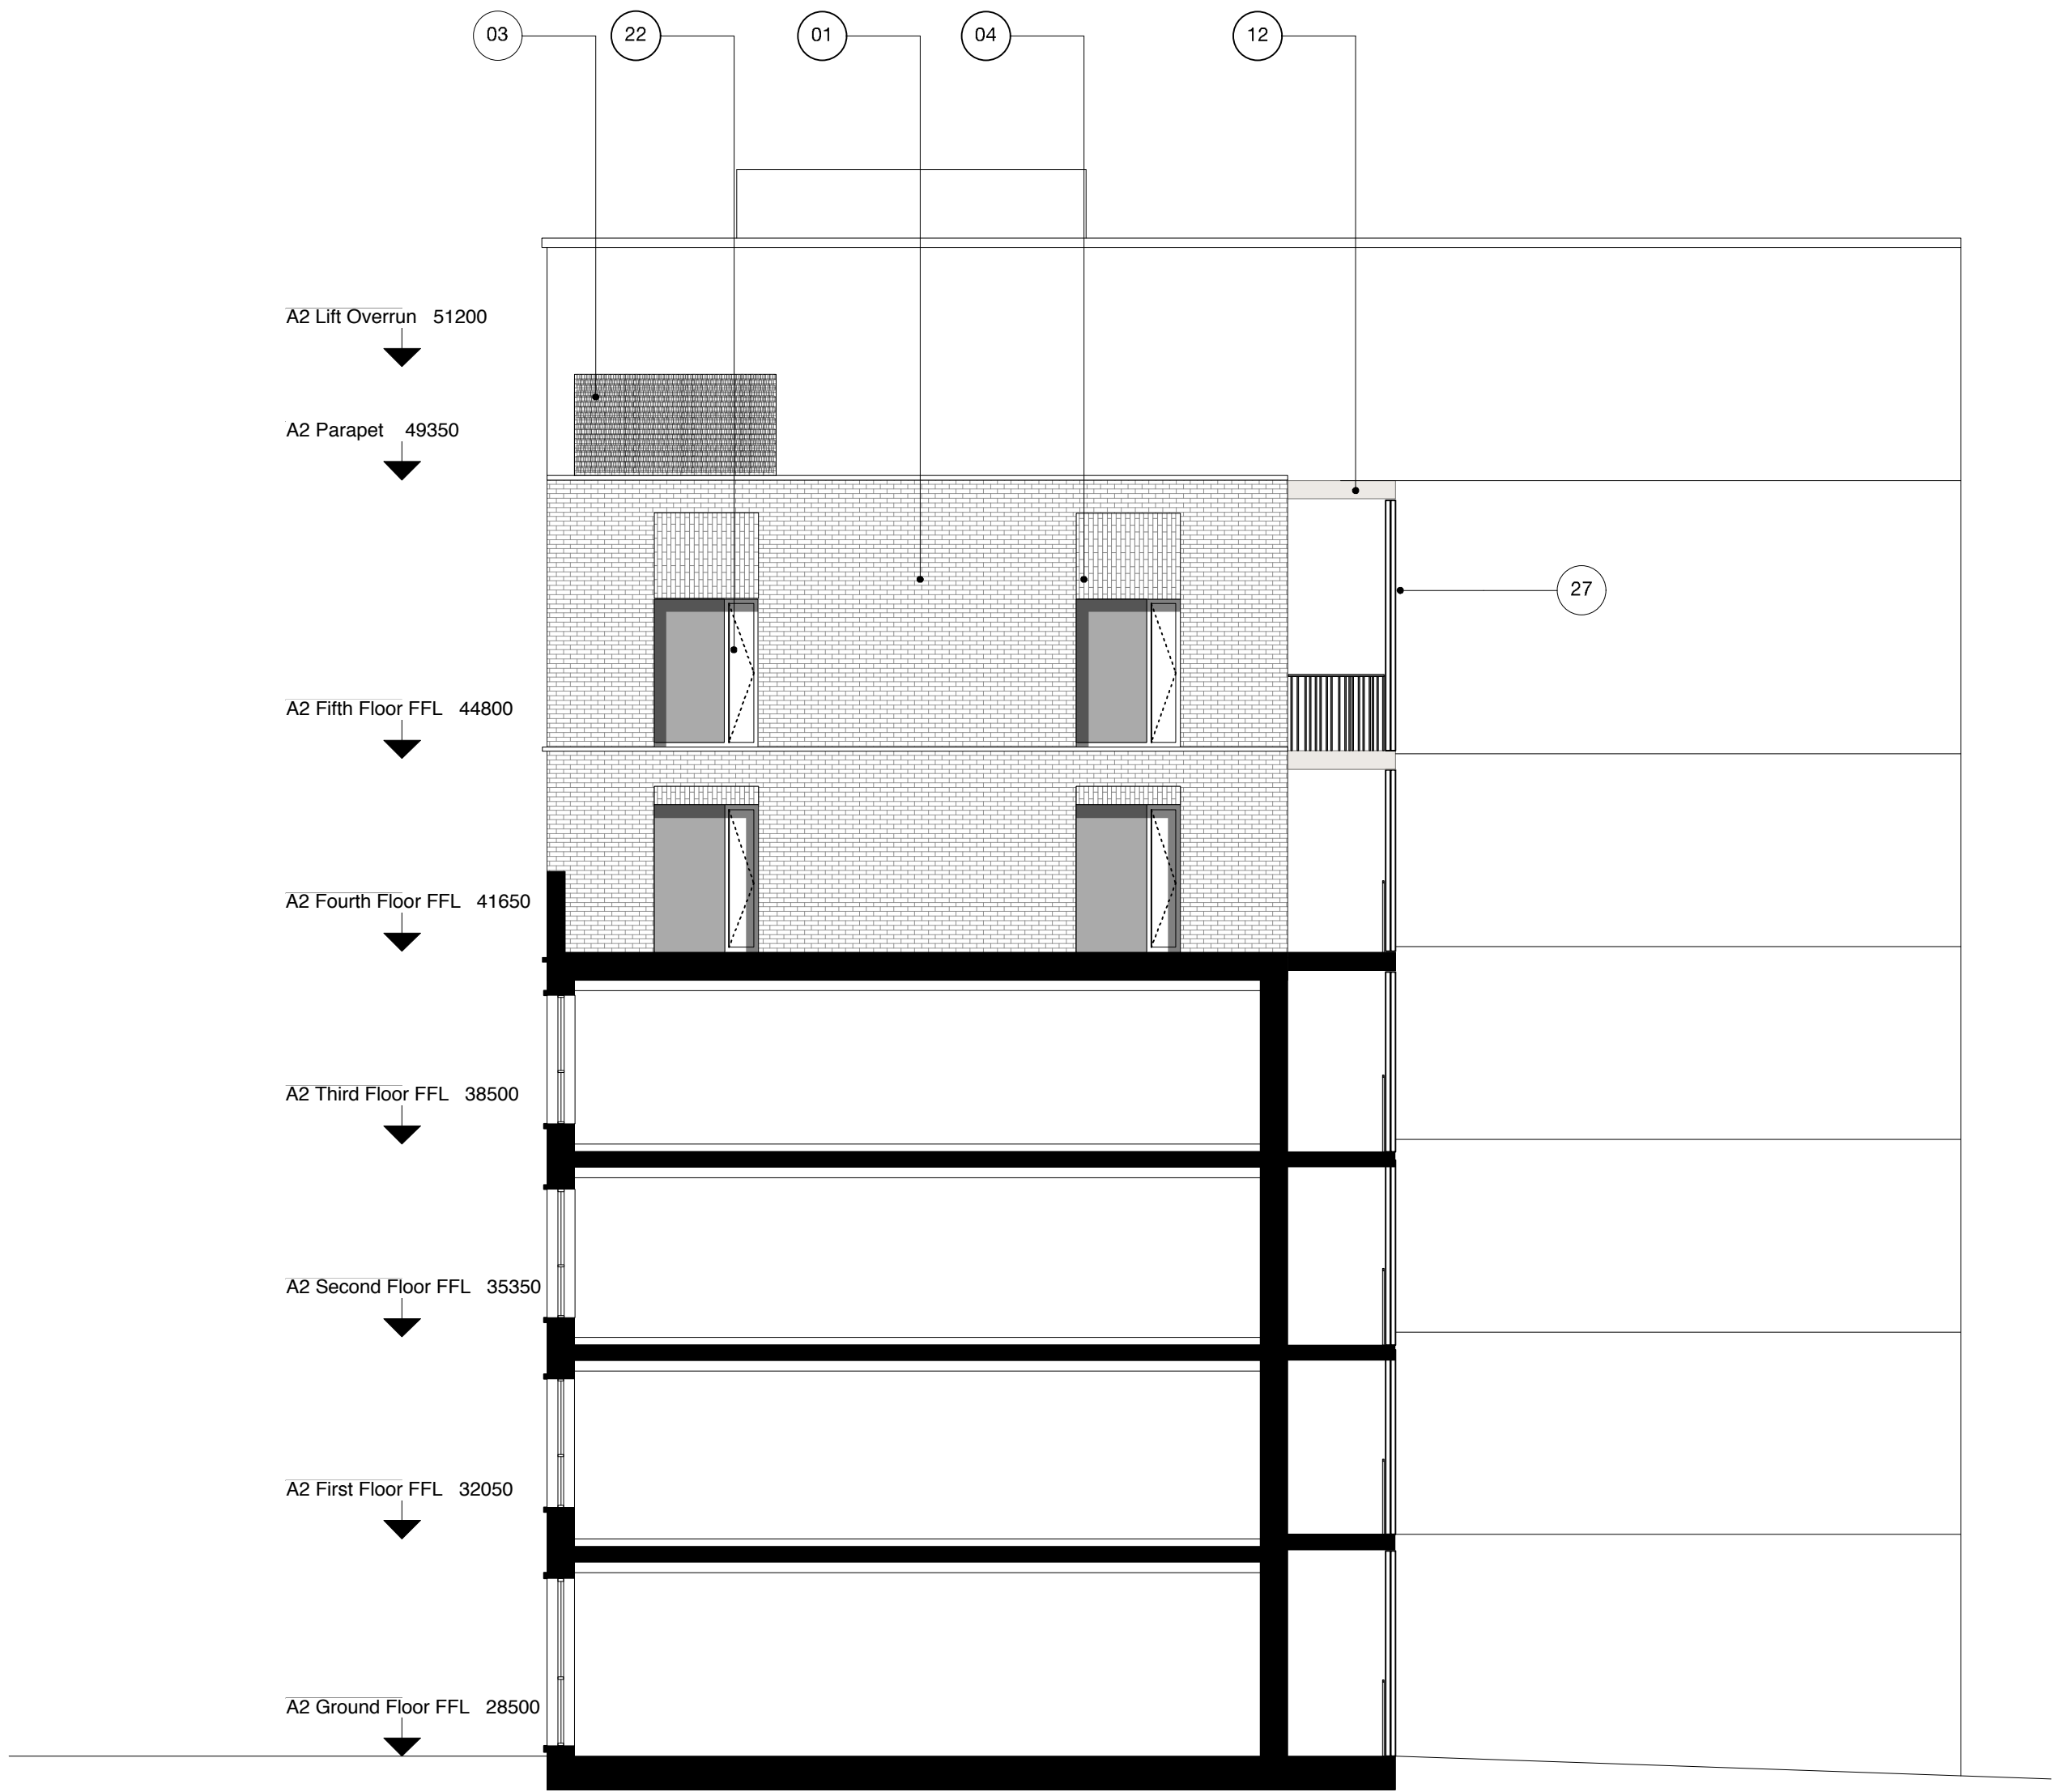 03 22 01 04 12
A2 Lift Overrun 51200
A2 Parapet 49350
27
A2 Fifth Floor FFL 44800
A2 Fourth Floor FFL 41650
A2 Third Floor FFL 38500
A2 Second Floor FFL 35350
A2 First Floor FFL 32050
A2 Ground Floor FFL 28500